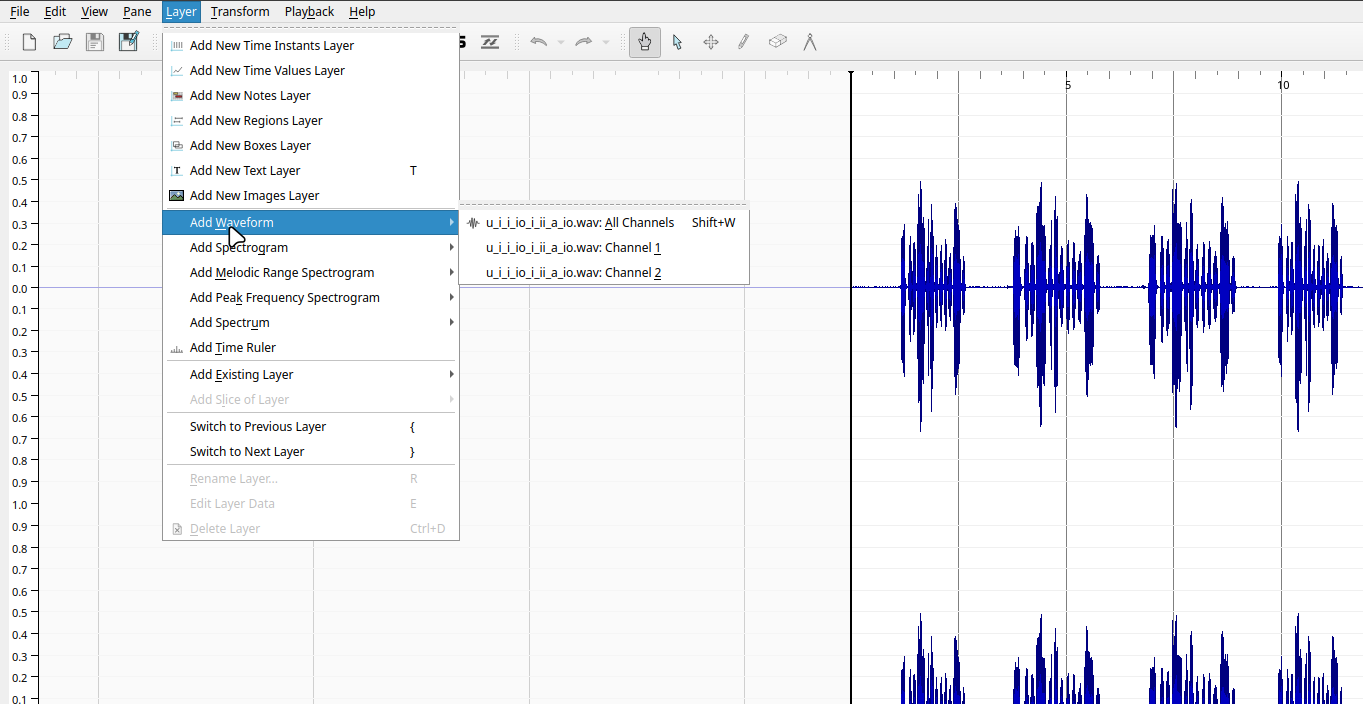 File Edit View Pane Layer Transform Playback Help
Add New Time Instants Layer
Add New Time Values Layer
Add New Notes Layer
Add New Regions Layer
Add New Boxes Layer
Add New Text Layer T
Add New Images Layer
Add Waveform
Add Spectrogram
Add Melodic Range Spectrogram
Add Peak Frequency Spectrogram
Add Spectrum
Add Time Ruler
Add Existing Layer
Add Slice of Layer
Switch to Previous Layer {
Switch to Next Layer }
Rename Layer... R
Edit Layer Data E
Delete Layer Ctrl+D
u_i_i_io_i_ii_a_io.wav: All Channels Shift+W
u_i_i_io_i_ii_a_io.wav: Channel 1
u_i_i_io_i_ii_a_io.wav: Channel 2
5 10
1.0
0.9
0.8
0.7
0.6
0.5
0.4
0.3
0.2
0.1
0.0
0.1
0.2
0.3
0.4
0.5
0.6
0.7
0.8
0.9
1.0
0.9
0.8
0.7
0.6
0.5
0.4
0.3
0.2
0.1